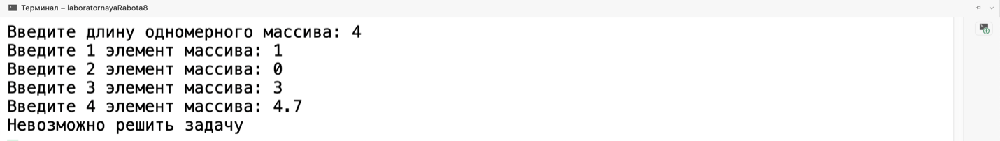 Терминал – laboratornayaRabota8
Введите длину одномерного массива: 4
Введите 1 элемент массива: 1
Введите 2 элемент массива: 0
Введите 3 элемент массива: 3
Введите 4 элемент массива: 4.7
Невозможно решить задачу